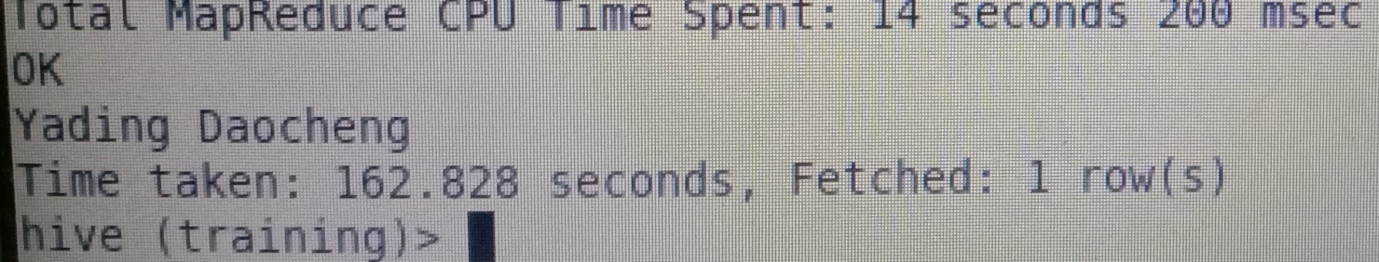 Total MapReduce CPU Time Spent: 14 seconds 200 msec
OK
Yading Daocheng
Time taken: 162.828 seconds, Fetched: 1 row(s)
hive (training)>